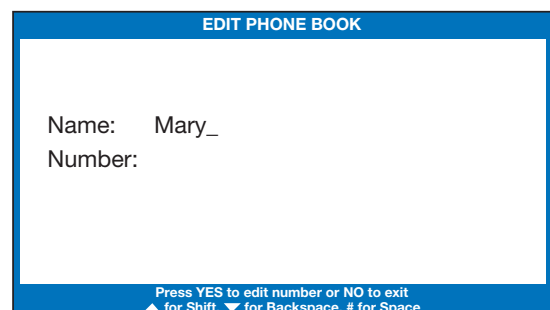 EDIT PHONE BOOK
Name: Mary_
Number:
Press YES to edit number or NO to exit
▲ for Shift, ▼ for Backspace, # for Space